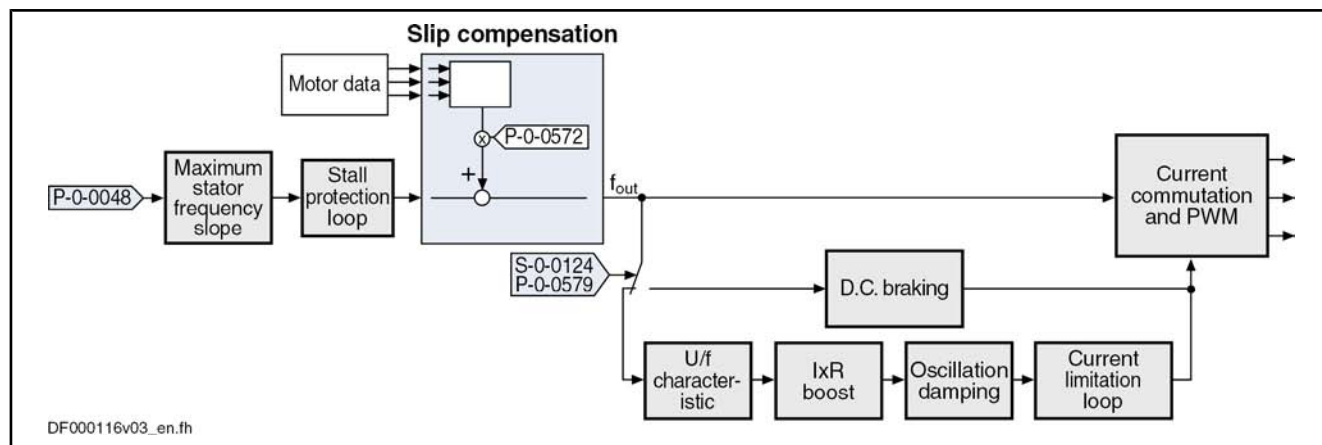 Slip compensation
Motor data
P-0-0572
x
+
P-0-0048
Maximum
stator
frequency
slope
Stall
protection
loop
fout
Current
commutation
and PWM
S-0-0124
P-0-0579
D.C. braking
U/f
character-
istic
IxR
boost
Oscillation
damping
Current
limitation
loop
DF000116v03_en.fh